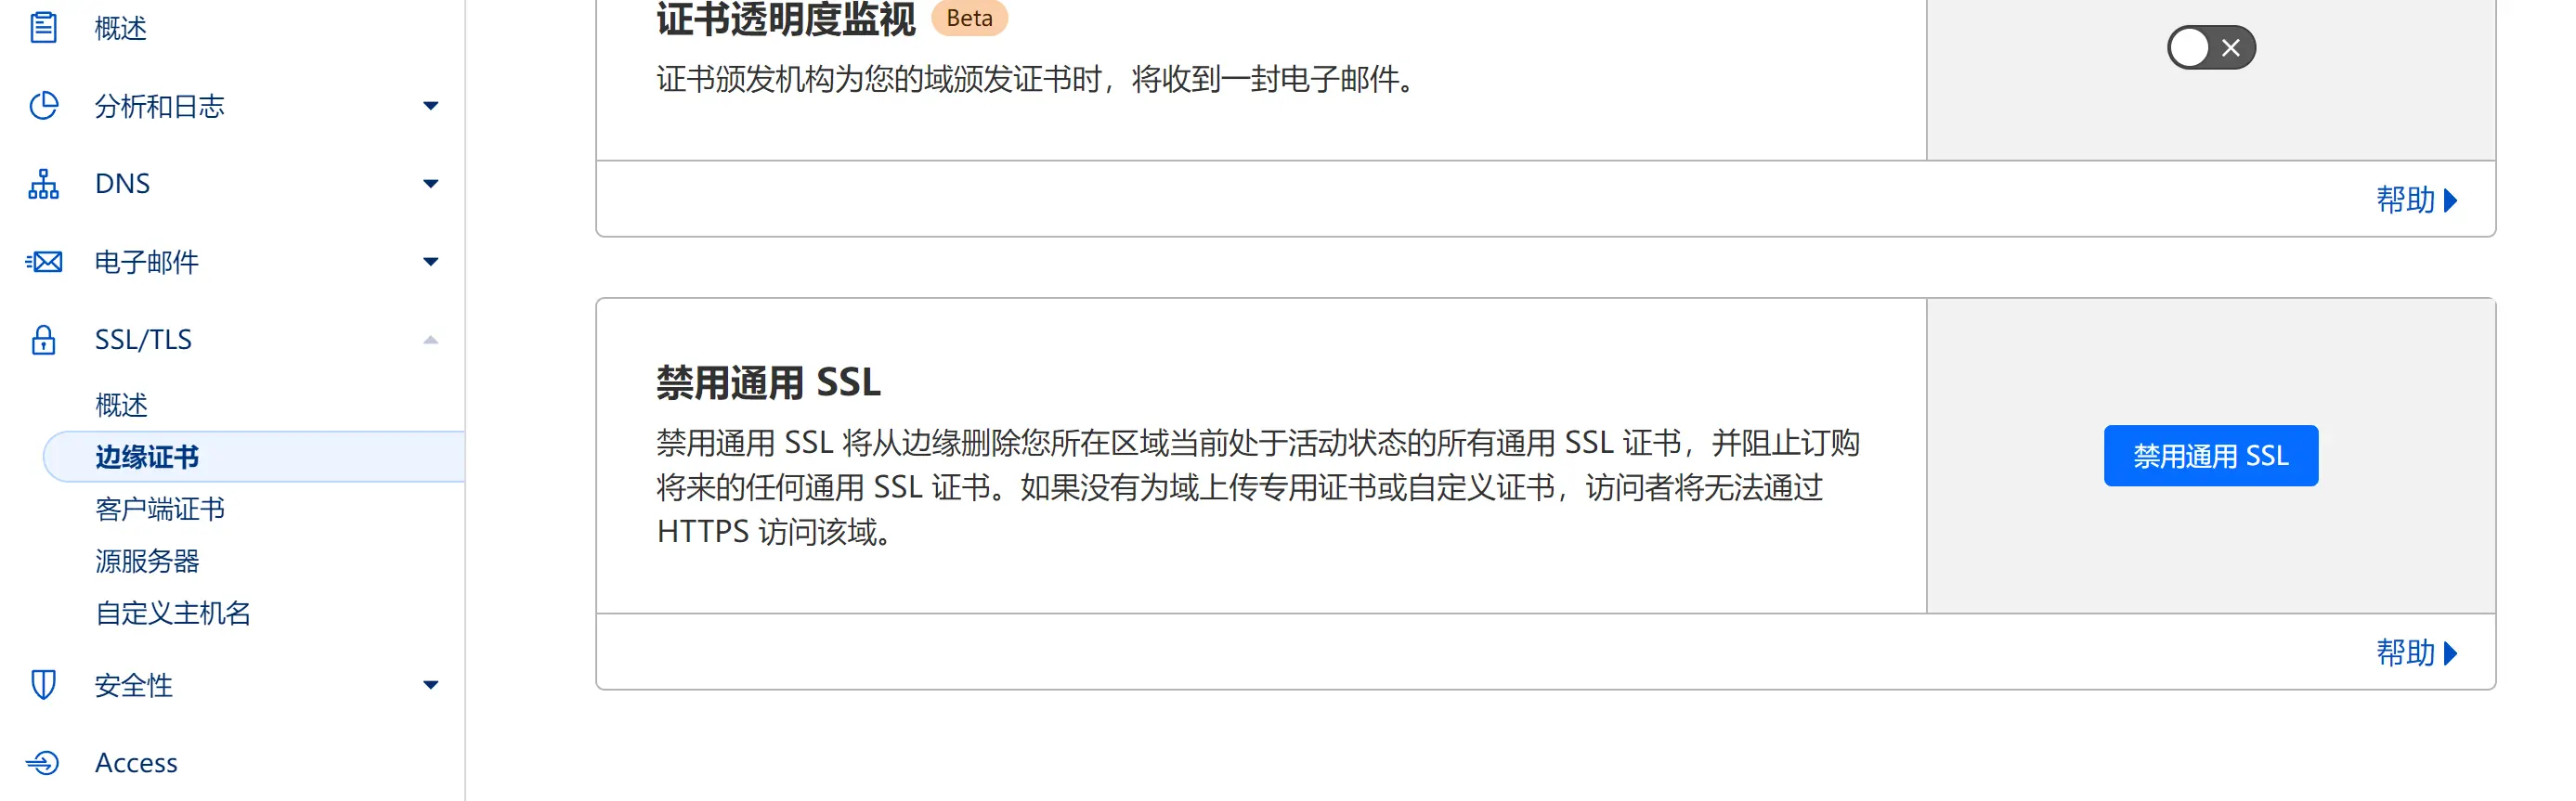 概述
分析和日志
DNS
电子邮件
SSL/TLS
概述
边缘证书
客户端证书
源服务器
自定义主机名
安全性
Access
证书透明度监视 Beta
证书颁发机构为您的域颁发证书时，将收到一封电子邮件。
帮助
禁用通用 SSL
禁用通用 SSL 将从边缘删除您所在区域当前处于活动状态的所有通用 SSL 证书，并阻止订购
将来的任何通用 SSL 证书。如果没有为域上传专用证书或自定义证书，访问者将无法通过
HTTPS 访问该域。
禁用通用 SSL
帮助